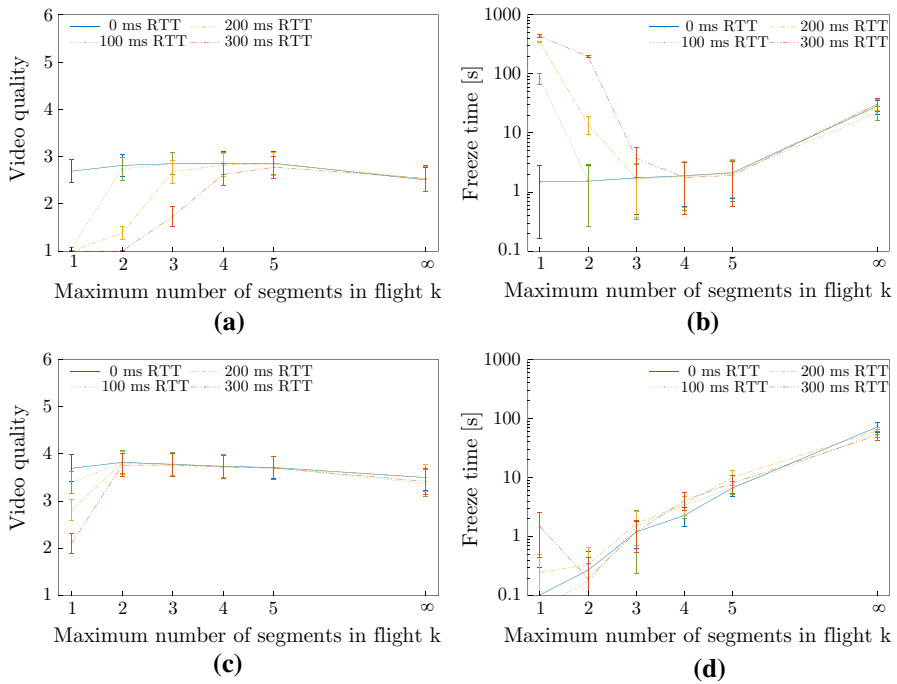 0 ms RTT
200 ms RTT
100 ms RTT
300 ms RTT
6
5
4
3
2
1
Video quality
1 2 3 4 5 ∞
Maximum number of segments in flight k
(a)
0 ms RTT
200 ms RTT
100 ms RTT
300 ms RTT
1000
100
10
1
0.1
Freeze time [s]
1 2 3 4 5 ∞
Maximum number of segments in flight k
(b)
0 ms RTT
200 ms RTT
100 ms RTT
300 ms RTT
6
5
4
3
2
1
Video quality
1 2 3 4 5 ∞
Maximum number of segments in flight k
(c)
0 ms RTT
200 ms RTT
100 ms RTT
300 ms RTT
1000
100
10
1
0.1
Freeze time [s]
1 2 3 4 5 ∞
Maximum number of segments in flight k
(d)